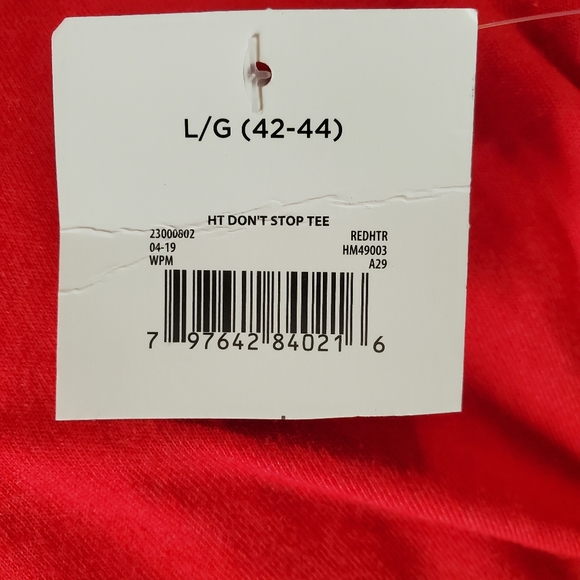 L/G (42-44)
HT DON'T STOP TEE
23000802 REDHTR
04-19 HM49003
WPM A29
7 97642 84021 6